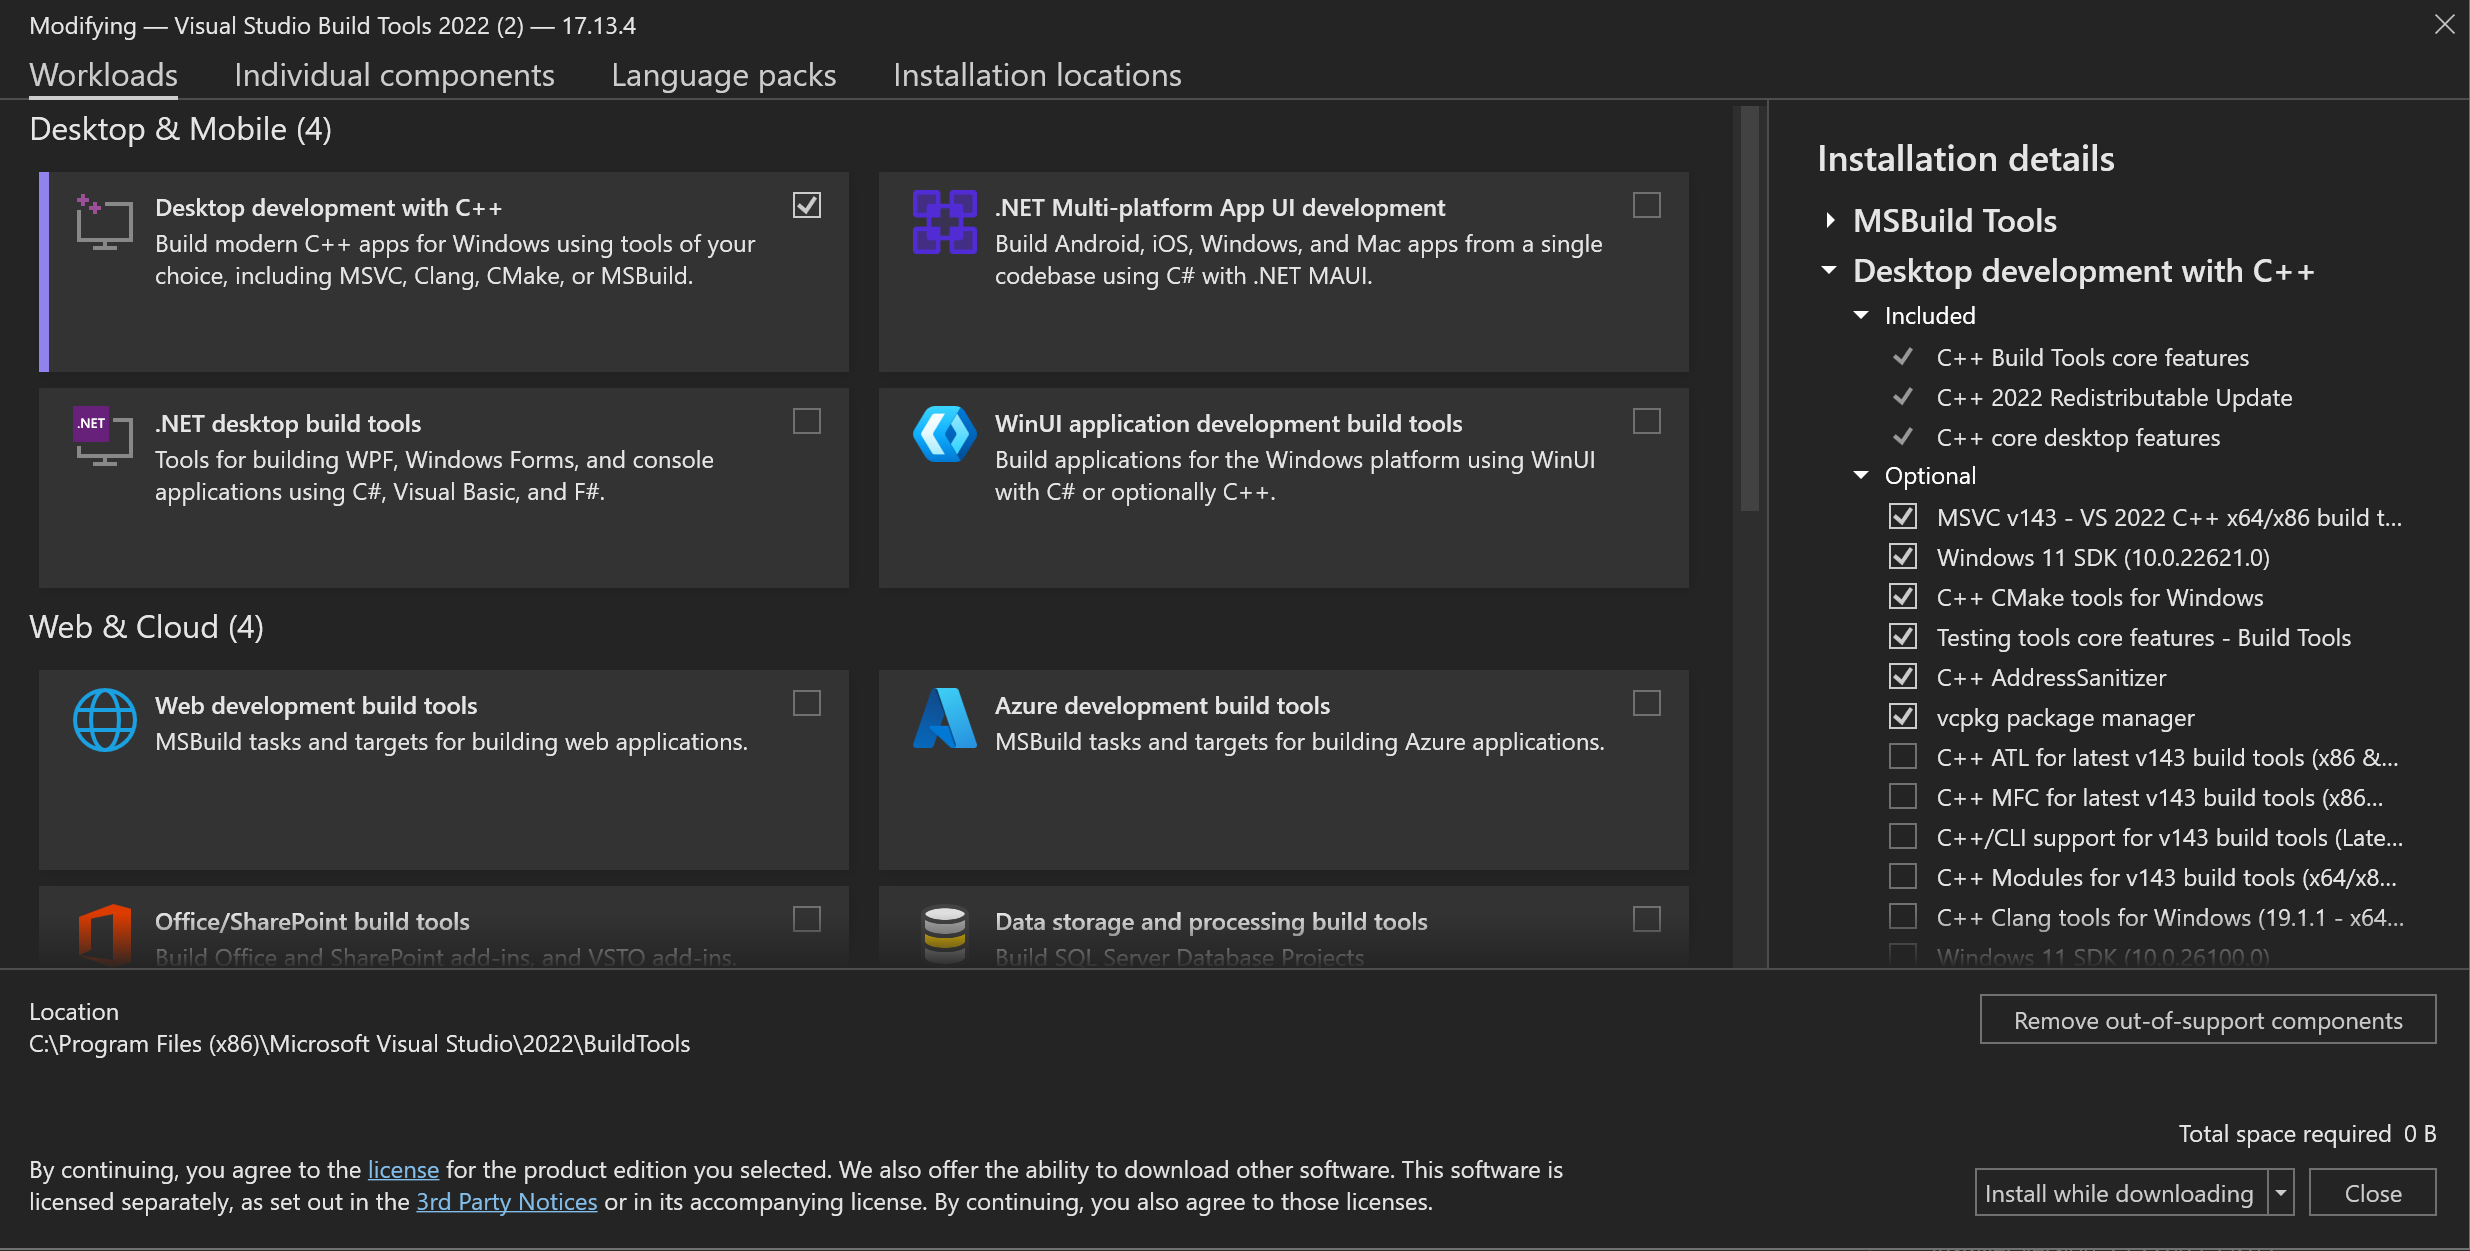 Modifying — Visual Studio Build Tools 2022 (2) — 17.13.4
Workloads
Individual components
Language packs
Installation locations
Desktop & Mobile (4)
Desktop development with C++
Build modern C++ apps for Windows using tools of your
choice, including MSVC, Clang, CMake, or MSBuild.
.NET Multi-platform App UI development
Build Android, iOS, Windows, and Mac apps from a single
codebase using C# with .NET MAUI.
.NET
.NET desktop build tools
Tools for building WPF, Windows Forms, and console
applications using C#, Visual Basic, and F#.
WinUI application development build tools
Build applications for the Windows platform using WinUI
with C# or optionally C++.
Web & Cloud (4)
Web development build tools
MSBuild tasks and targets for building web applications.
Azure development build tools
MSBuild tasks and targets for building Azure applications.
Office/SharePoint build tools
Build Office and SharePoint add-ins, and VSTO add-ins.
Data storage and processing build tools
Build SQL Server Database Projects
Installation details
MSBuild Tools
Desktop development with C++
Included
C++ Build Tools core features
C++ 2022 Redistributable Update
C++ core desktop features
Optional
MSVC v143 - VS 2022 C++ x64/x86 build t...
Windows 11 SDK (10.0.22621.0)
C++ CMake tools for Windows
Testing tools core features - Build Tools
C++ AddressSanitizer
vcpkg package manager
C++ ATL for latest v143 build tools (x86 &...
C++ MFC for latest v143 build tools (x86...
C++/CLI support for v143 build tools (Late...
C++ Modules for v143 build tools (x64/x8...
C++ Clang tools for Windows (19.1.1 - x64...
Windows 11 SDK (10.0.26100.0)
Location
C:\Program Files (x86)\Microsoft Visual Studio\2022\BuildTools
Remove out-of-support components
Total space required 0 B
By continuing, you agree to the license for the product edition you selected. We also offer the ability to download other software. This software is
licensed separately, as set out in the 3rd Party Notices or in its accompanying license. By continuing, you also agree to those licenses.
Install while downloading
Close